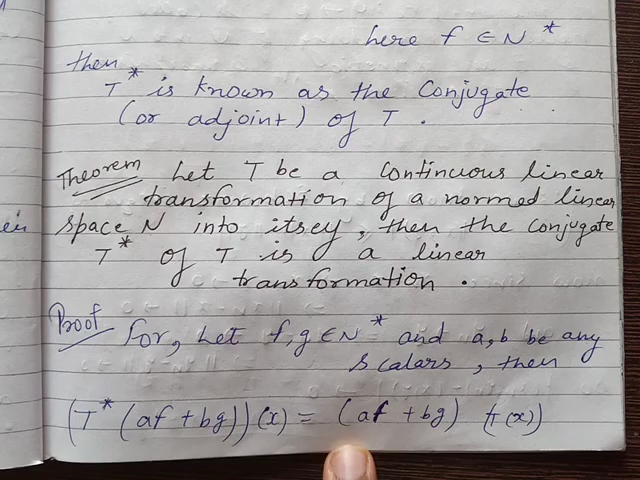 here f ∈ N *
then
T* is known as the Conjugate
(or adjoint) of T .
Theorem Let T be a Continuous linear
transformation of a normed linear
space N into itsey, then the conjugate
T* of T is a linear
transformation .
Proof For, Let f, g ∈ N* and a, b be any
scalars, then
(T* (af + bg)) (x) = (af + bg) (T(x))